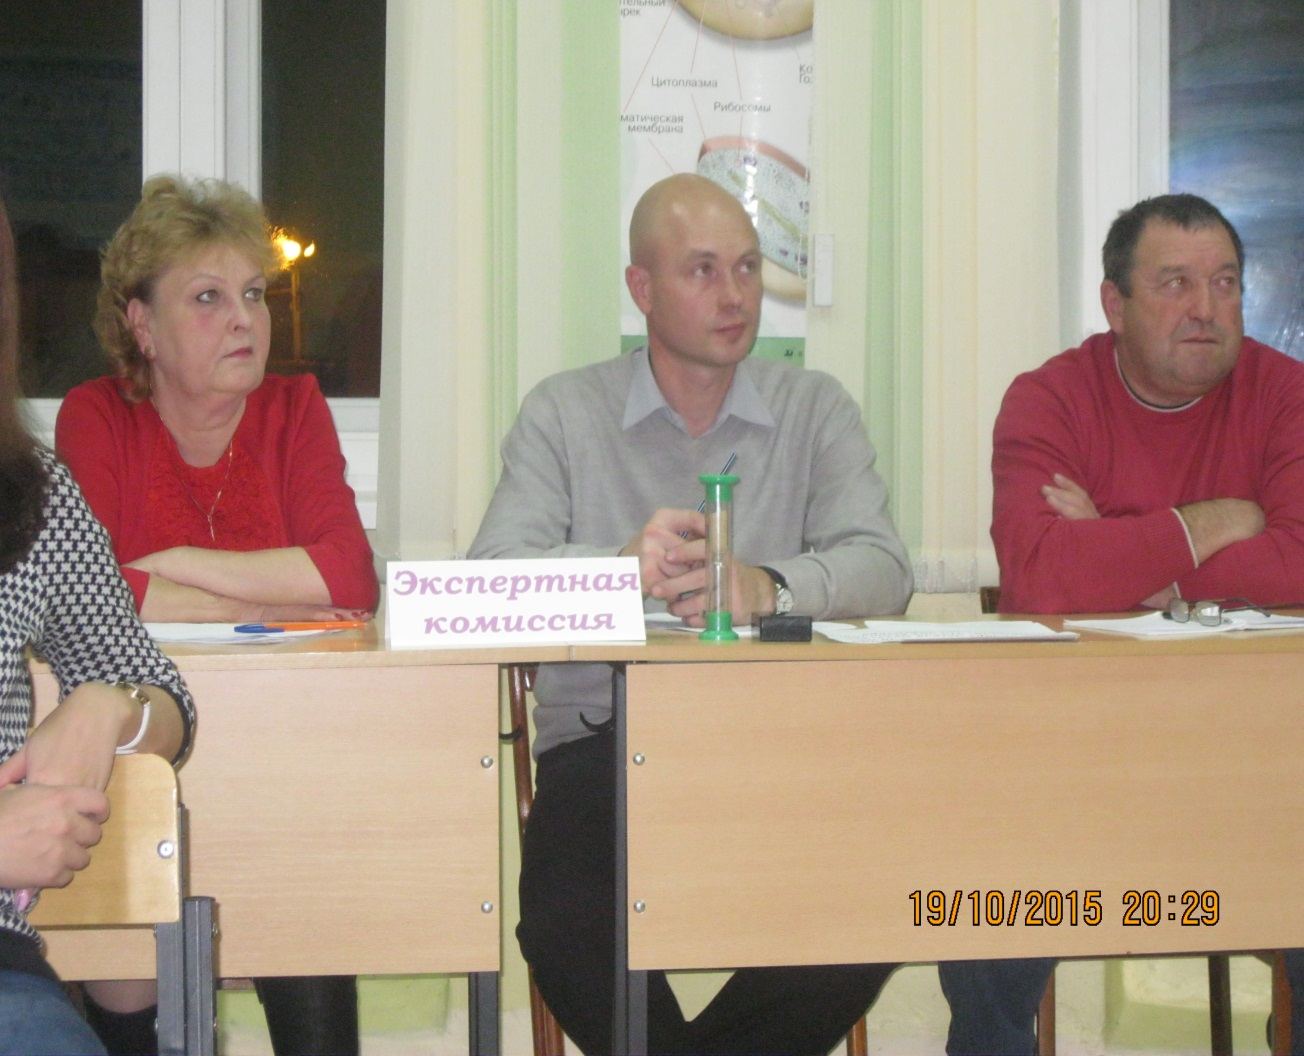 Цитоплазма
Рибосомы
мембрана
Экспертная
комиссия
19/10/2015 20:29